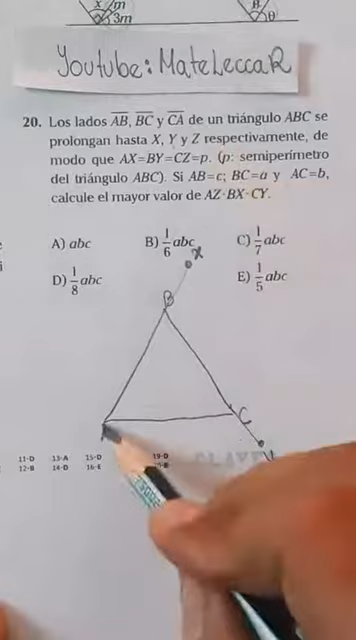 x m
3m
β
θ
Youtube: MateLeccaR
20. Los lados AB, BC y CA de un triángulo ABC se
prolongan hasta X, Y y Z respectivamente, de
modo que AX=BY=CZ=p. (p: semiperímetro
del triángulo ABC). Si AB=c; BC=a y AC=b,
calcule el mayor valor de AZ·BX·CY.
A) abc
B) 1/6 abc
C) 1/7 abc
D) 1/8 abc
E) 1/5 abc
X
B
C
11-D 13-A 15-D 19-D
12-B 14-D 16-E
CLAVE